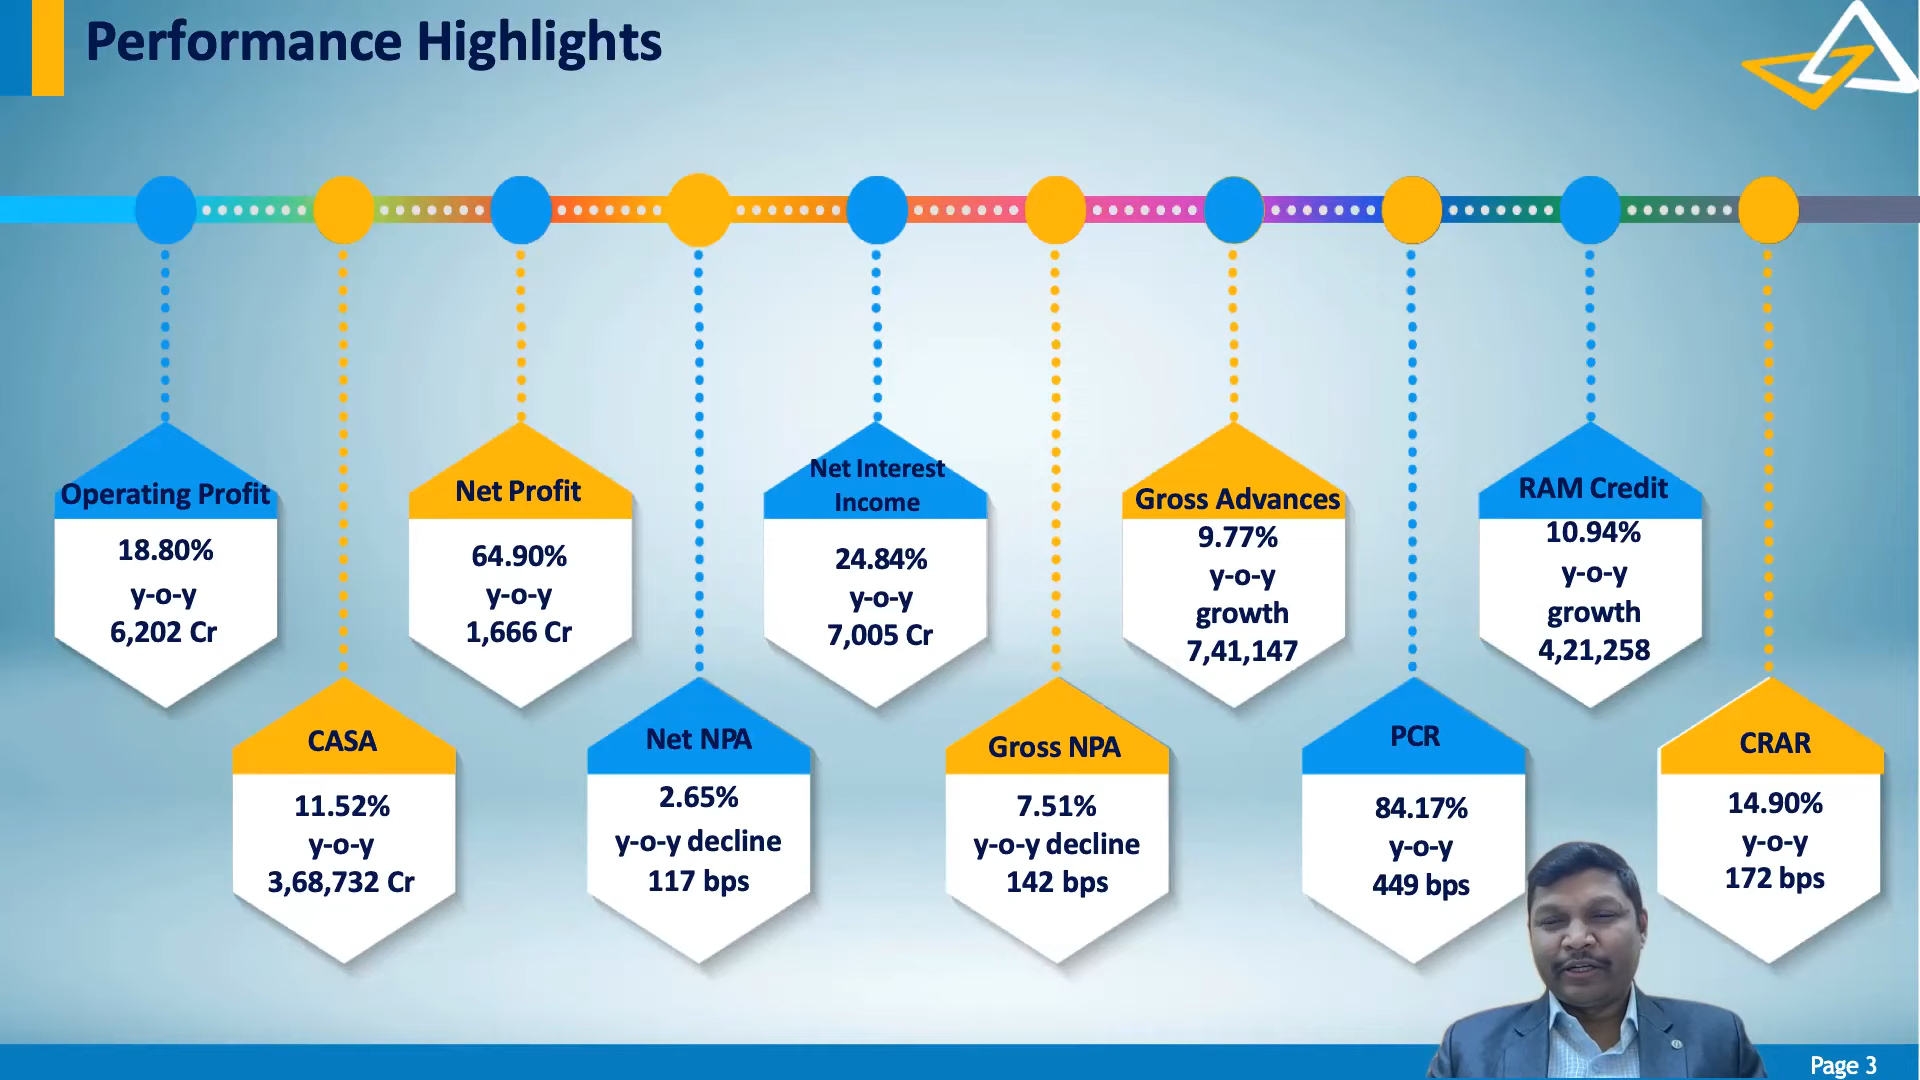 Performance Highlights
Operating Profit
18.80%
y-o-y
6,202 Cr
CASA
11.52%
y-o-y
3,68,732 Cr
Net Profit
64.90%
y-o-y
1,666 Cr
Net NPA
2.65%
y-o-y decline
117 bps
Net Interest
Income
24.84%
y-o-y
7,005 Cr
Gross NPA
7.51%
y-o-y decline
142 bps
Gross Advances
9.77%
y-o-y
growth
7,41,147
PCR
84.17%
y-o-y
449 bps
RAM Credit
10.94%
y-o-y
growth
4,21,258
CRAR
14.90%
y-o-y
172 bps
Page 3